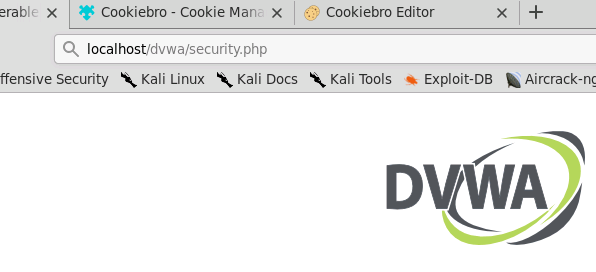 erable Cookiebro - Cookie Mana Cookiebro Editor
localhost/dvwa/security.php
ffensive Security Kali Linux Kali Docs Kali Tools Exploit-DB Aircrack-ng
DVWA